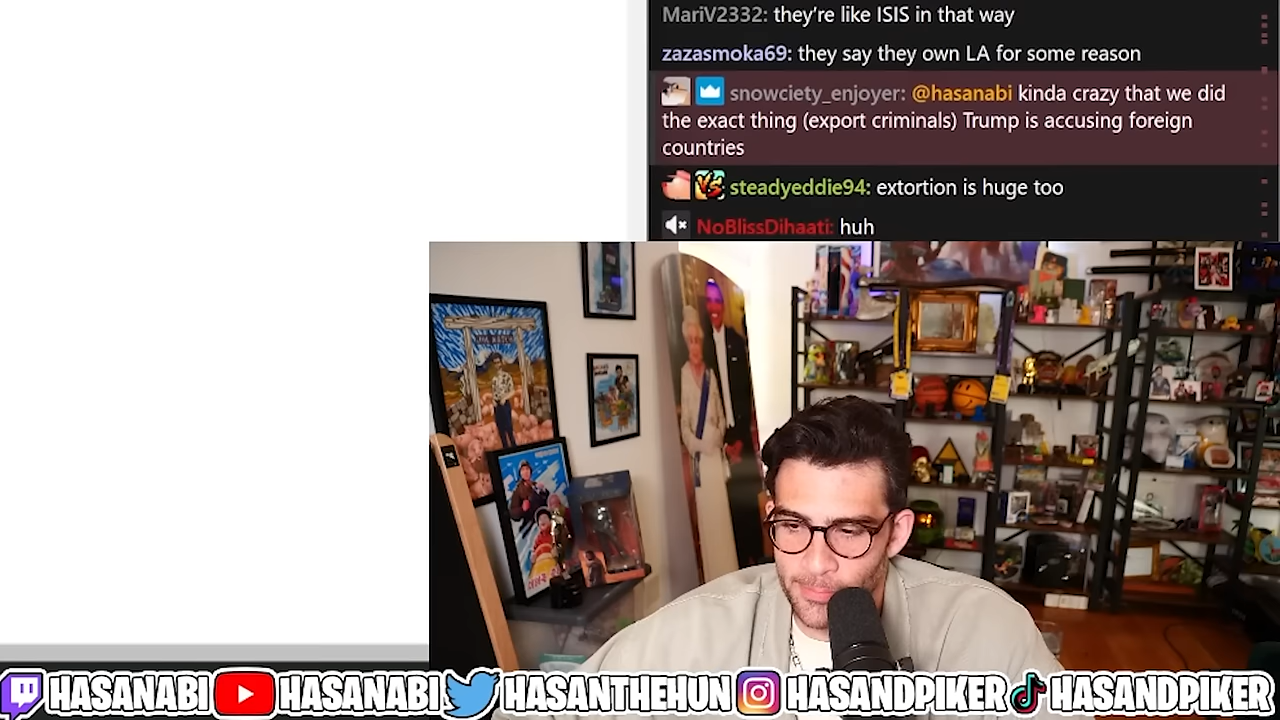 MariV2332: they're like ISIS in that way
zazasmoka69: they say they own LA for some reason
snowciety_enjoyer: @hasanabi kinda crazy that we did
the exact thing (export criminals) Trump is accusing foreign
countries
steadyeddie94: extortion is huge too
NoBlissDihaati: huh
HASANABI HASANABI HASANTHEHUN HASANDPIKER HASANDPIKER